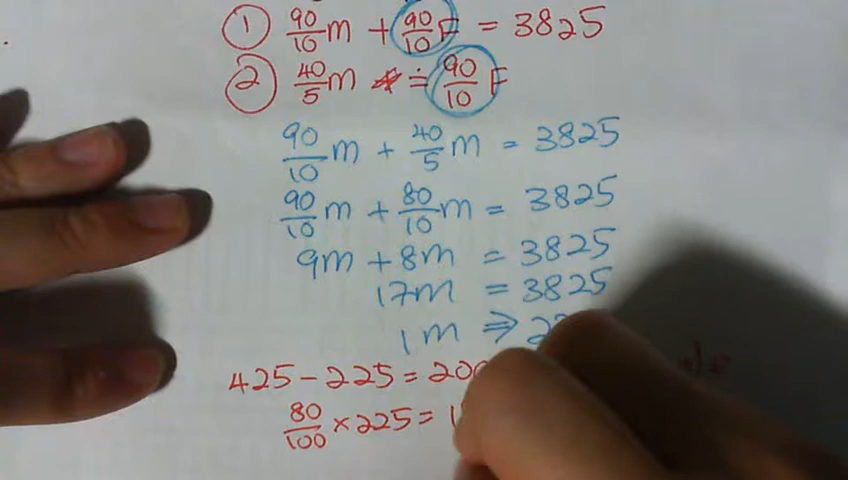 ① 90/10 m + 90/10 F = 3825
② 40/5 m = 90/10 F
90/10 m + 40/5 m = 3825
90/10 m + 80/10 m = 3825
9m + 8m = 3825
17m = 3825
1m ⇒
425 - 225 = 200
80/100 × 225 =